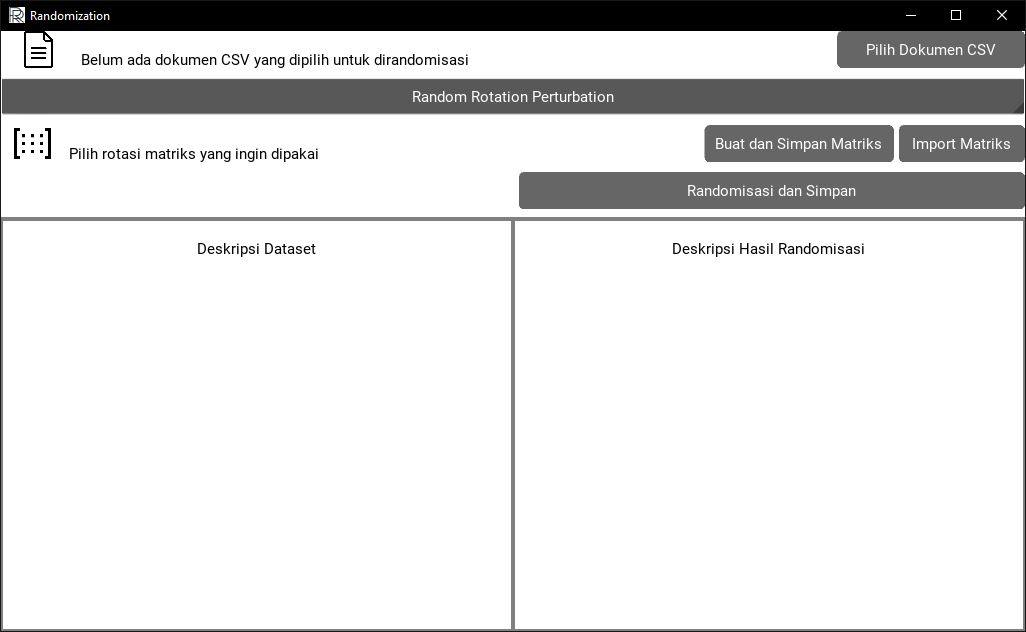 Randomization
Belum ada dokumen CSV yang dipilih untuk dirandomisasi
Pilih Dokumen CSV
Random Rotation Perturbation
Pilih rotasi matriks yang ingin dipakai
Buat dan Simpan Matriks
Import Matriks
Randomisasi dan Simpan
Deskripsi Dataset
Deskripsi Hasil Randomisasi